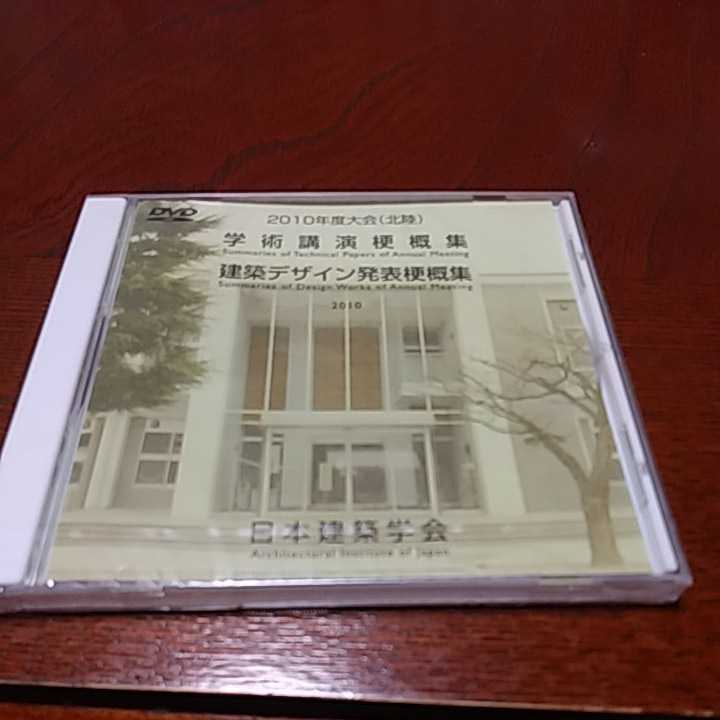 DVD
2010年度大会(北陸)
学術講演梗概集
Summaries of Technical Papers of Annual Meeting
建築デザイン発表梗概集
Summaries of Design Works of Annual Meeting
2010
日本建築学会
Architectural Institute of Japan